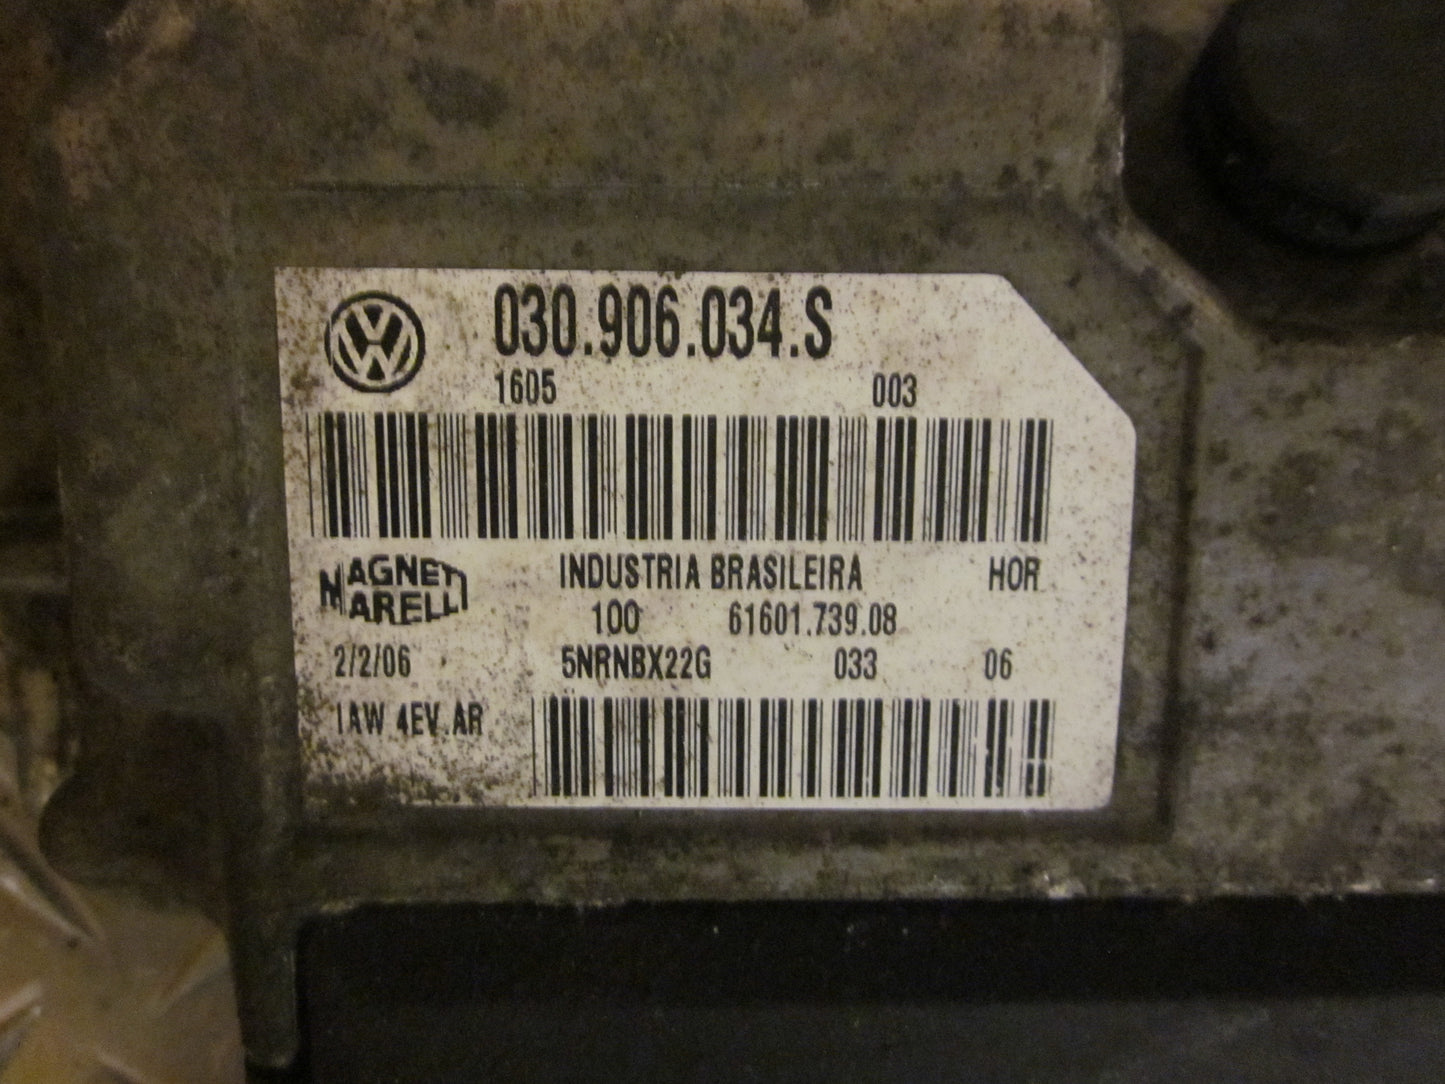 030.906.034.S
1605 003
MAGNETI MARELLI
INDUSTRIA BRASILEIRA HOR
100 61601.739.08
2/2/06 5NRNBX22G 033 06
IAW 4EV.AR